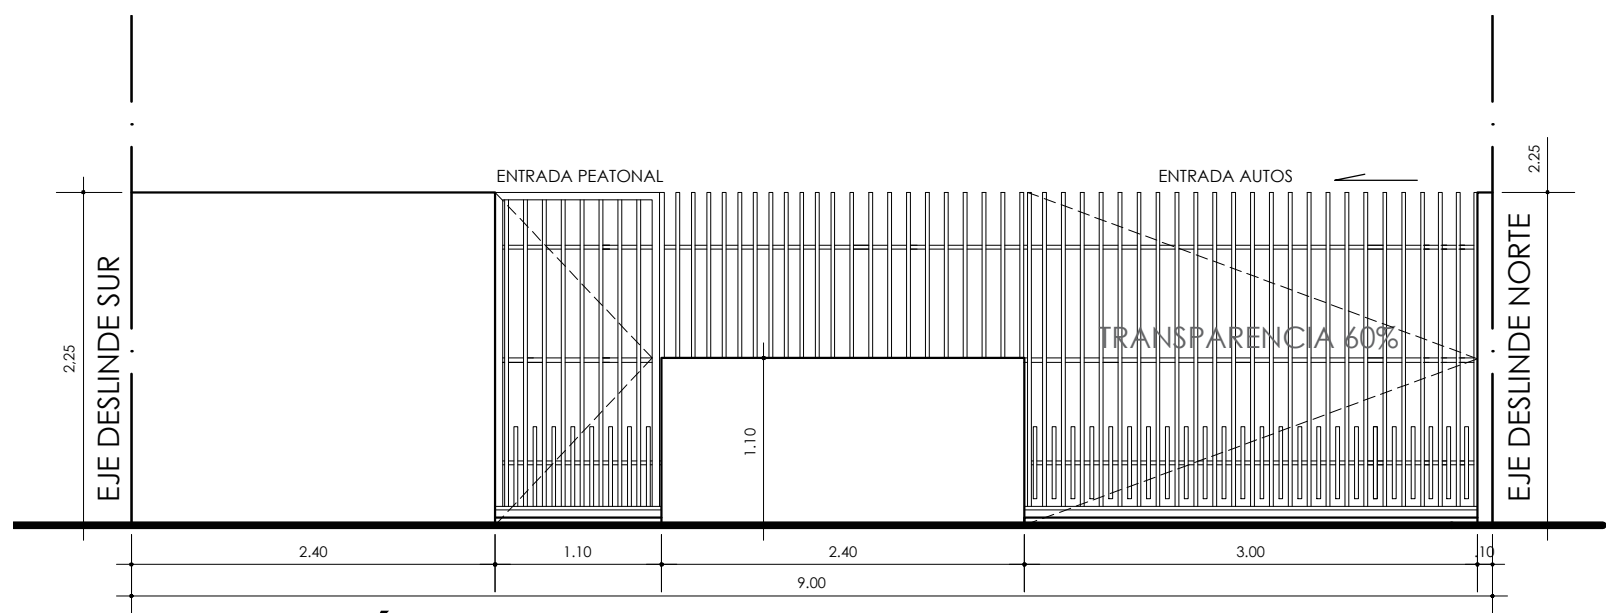 2.25
ENTRADA PEATONAL
ENTRADA AUTOS
EJE DESLINDE SUR
EJE DESLINDE NORTE
TRANSPARENCIA 60%
2,25
1.10
2.40
1.10
2.40
3.00
.10
9.00